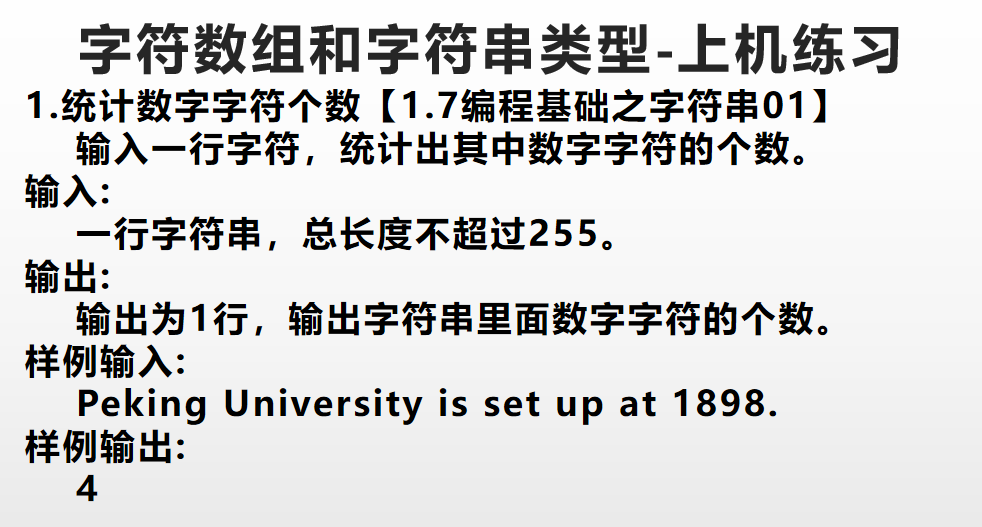 字符数组和字符串类型-上机练习
1.统计数字字符个数【1.7编程基础之字符串01】
输入一行字符，统计出其中数字字符的个数。
输入:
一行字符串，总长度不超过255。
输出:
输出为1行，输出字符串里面数字字符的个数。
样例输入:
Peking University is set up at 1898.
样例输出:
4